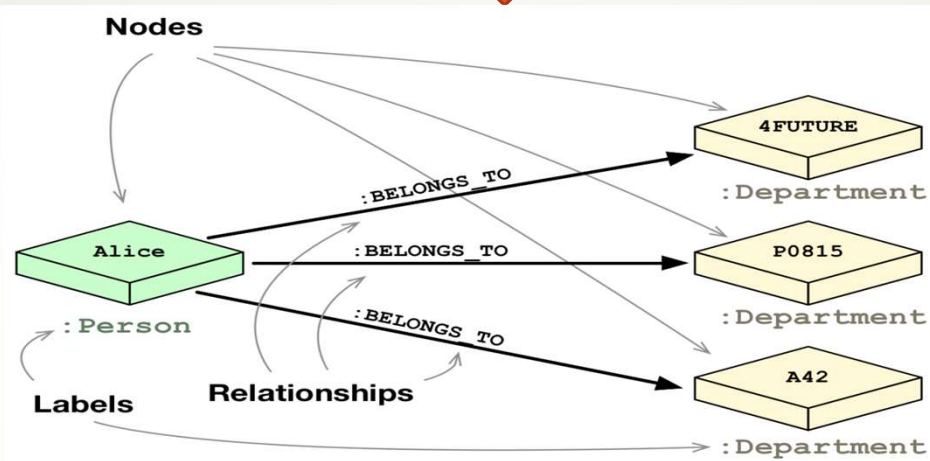 Nodes
4FUTURE
:BELONGS_TO
:Department
Alice
:BELONGS_TO
P0815
:Person
:BELONGS_TO
:Department
A42
Labels
Relationships
:Department